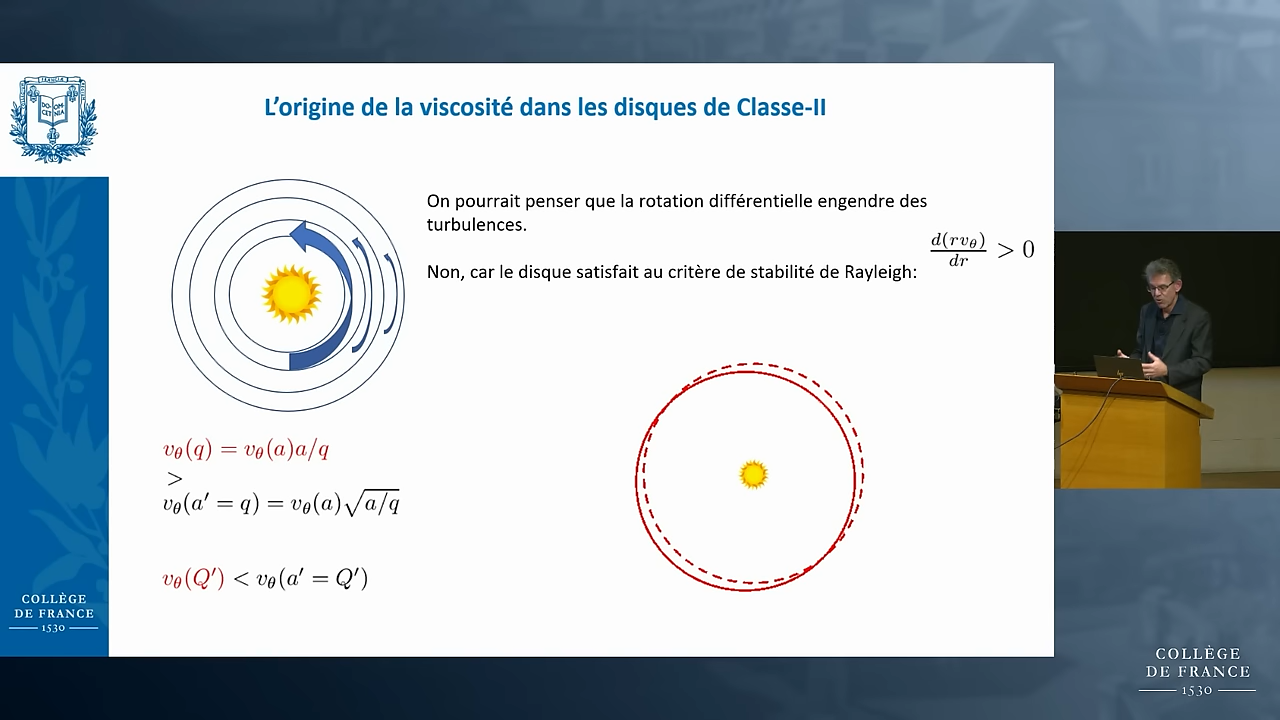 L'origine de la viscosité dans les disques de Classe-II
On pourrait penser que la rotation différentielle engendre des
turbulences.
Non, car le disque satisfait au critère de stabilité de Rayleigh:
d(rv_θ)/dr > 0
v_θ(q) = v_θ(a)a/q
>
v_θ(a′ = q) = v_θ(a)√a/q
v_θ(Q′) < v_θ(a′ = Q′)
COLLÈGE
DE FRANCE
1530
COLLÈGE
DE FRANCE
1530